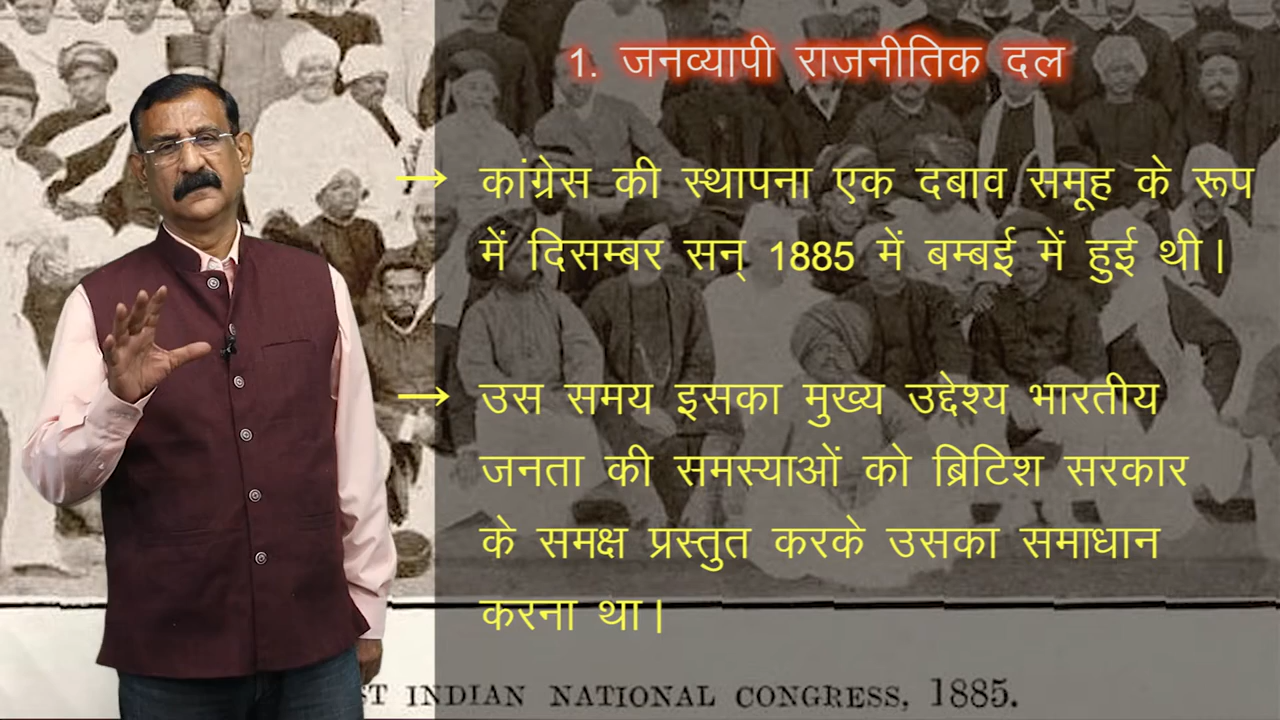 1. जनव्यापी राजनीतिक दल
→ कांग्रेस की स्थापना एक दबाव समूह के रूप
में दिसम्बर सन् 1885 में बम्बई में हुई थी।
→ उस समय इसका मुख्य उद्देश्य भारतीय
जनता की समस्याओं को ब्रिटिश सरकार
के समक्ष प्रस्तुत करके उसका समाधान
करना था।
ST INDIAN NATIONAL CONGRESS, 1885.